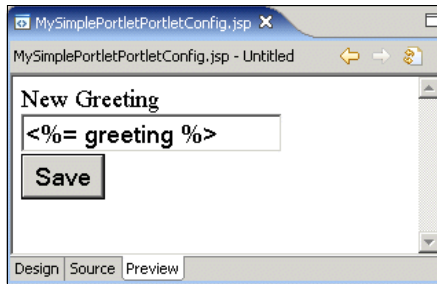 MySimplePortletPortletConfig.jsp
MySimplePortletPortletConfig.jsp - Untitled
New Greeting
<%= greeting %>
Save
Design Source Preview